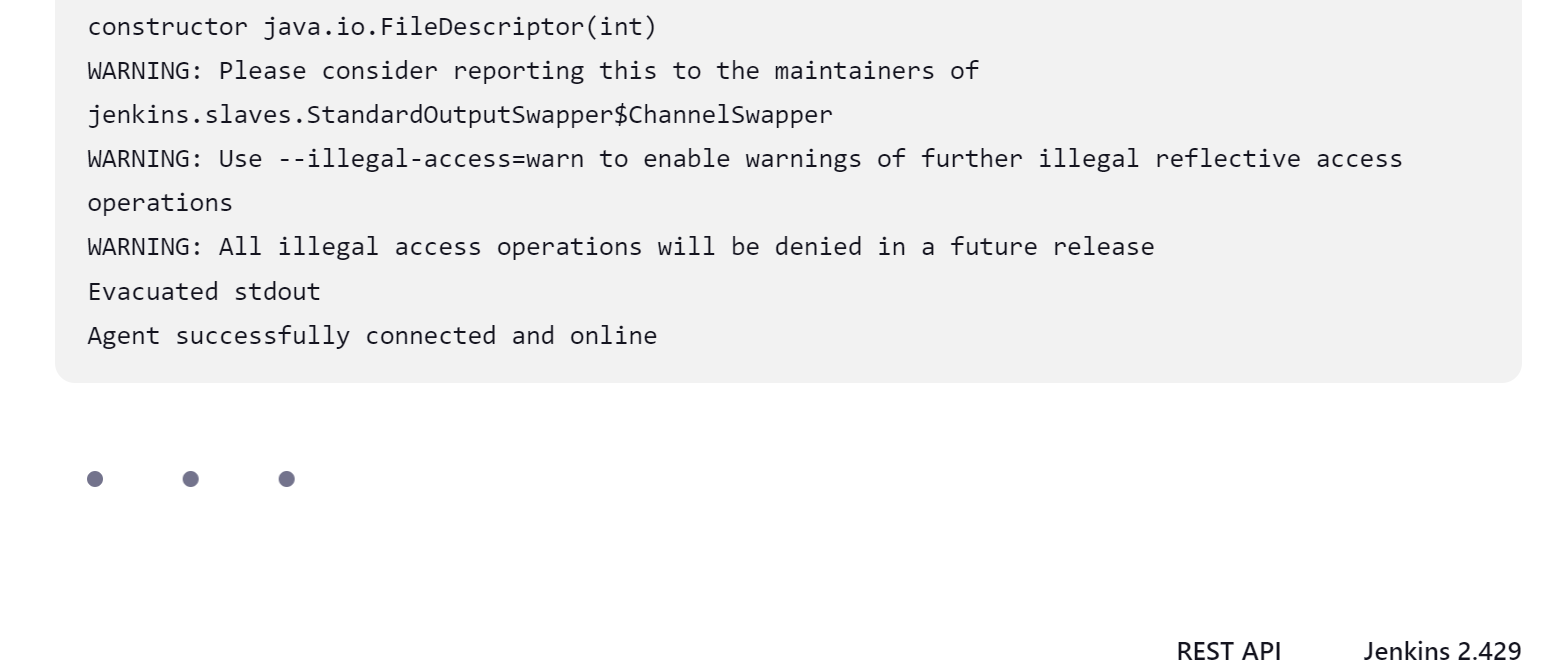 constructor java.io.FileDescriptor(int)
WARNING: Please consider reporting this to the maintainers of
jenkins.slaves.StandardOutputSwapper$ChannelSwapper
WARNING: Use --illegal-access=warn to enable warnings of further illegal reflective access
operations
WARNING: All illegal access operations will be denied in a future release
Evacuated stdout
Agent successfully connected and online
REST API Jenkins 2.429